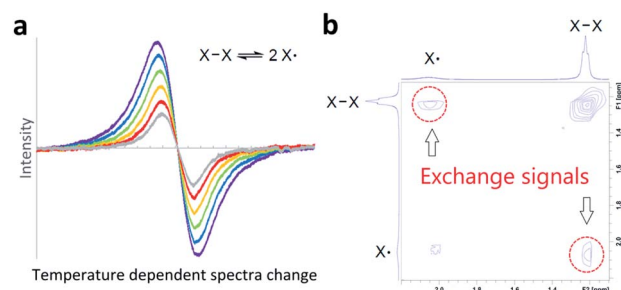 a
X–X ⇌ 2 X•
Intensity
Temperature dependent spectra change
b
X–X
X•
X–X
F1 [ppm]
1.4
1.6
1.8
2.0
Exchange signals
X•
2.0
1.8
1.6
1.4
F2 [ppm]